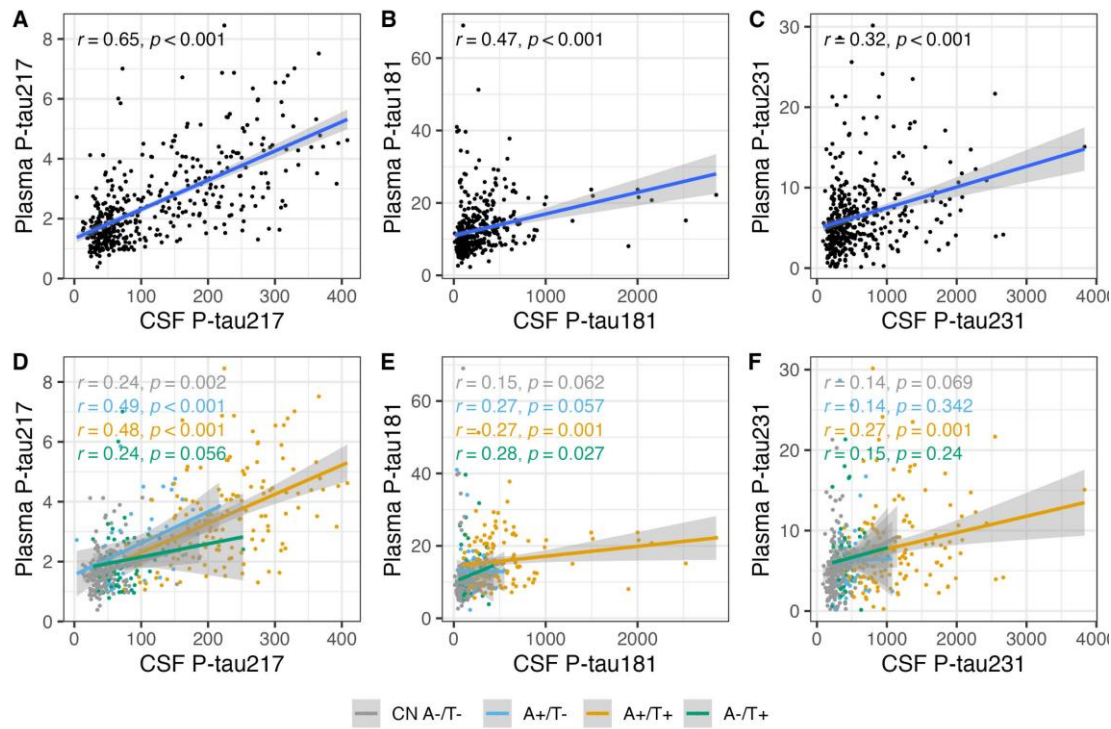 A
r = 0.65, p < 0.001
Plasma P-tau217
8
6
4
2
0
0 100 200 300 400
CSF P-tau217
B
r = 0.47, p < 0.001
Plasma P-tau181
60
40
20
0
0 1000 2000
CSF P-tau181
C
r = 0.32, p < 0.001
Plasma P-tau231
30
20
10
0
0 1000 2000 3000 400
CSF P-tau231
D
r = 0.24, p = 0.002
r = 0.49, p < 0.001
r = 0.48, p < 0.001
r = 0.24, p = 0.056
Plasma P-tau217
8
6
4
2
0
0 100 200 300 400
CSF P-tau217
E
r = 0.15, p = 0.062
r = 0.27, p = 0.057
r = 0.27, p = 0.001
r = 0.28, p = 0.027
Plasma P-tau181
60
40
20
0
0 1000 2000
CSF P-tau181
F
r = 0.14, p = 0.069
r = 0.14, p = 0.342
r = 0.27, p = 0.001
r = 0.15, p = 0.24
Plasma P-tau231
30
20
10
0
0 1000 2000 3000 400
CSF P-tau231
CN A-/T- A+/T- A+/T+ A-/T+